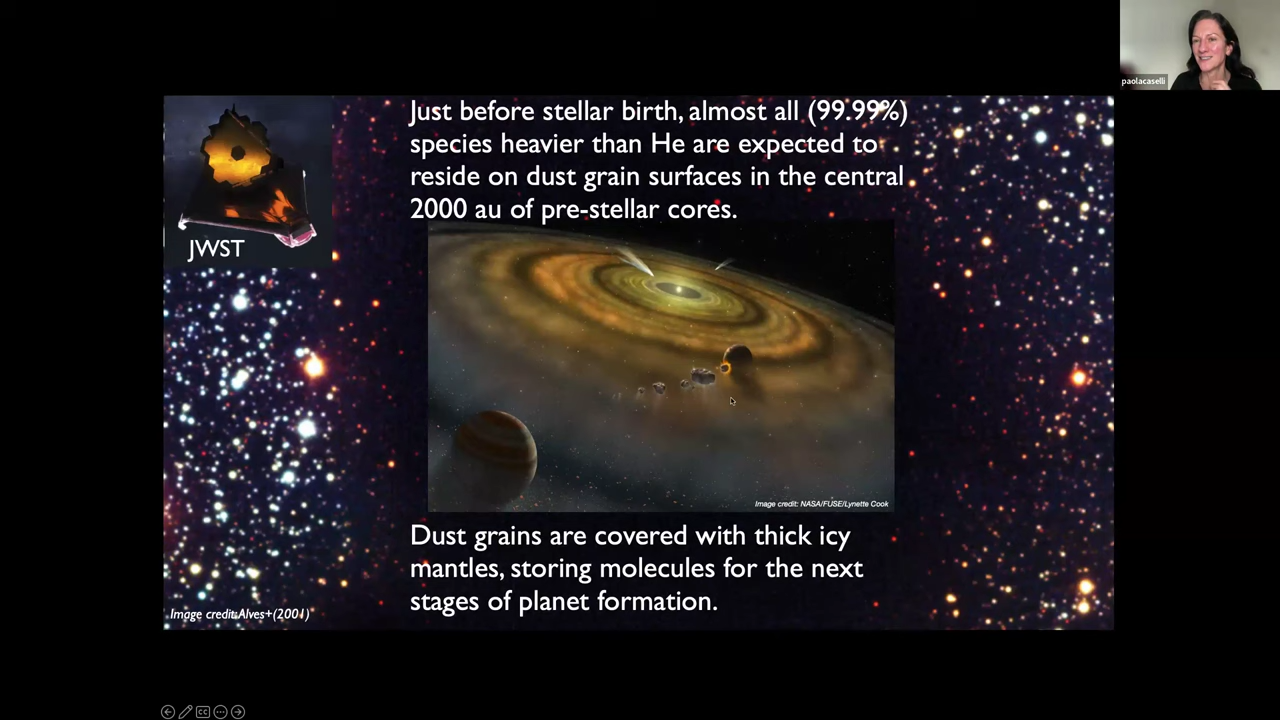 paolacaselli
Just before stellar birth, almost all (99.99%)
species heavier than He are expected to
reside on dust grain surfaces in the central
2000 au of pre-stellar cores.
JWST
Image credit: NASA/FUSE/Lynette Cook
Dust grains are covered with thick icy
mantles, storing molecules for the next
stages of planet formation.
Image credit:Alves+(2001)
CC